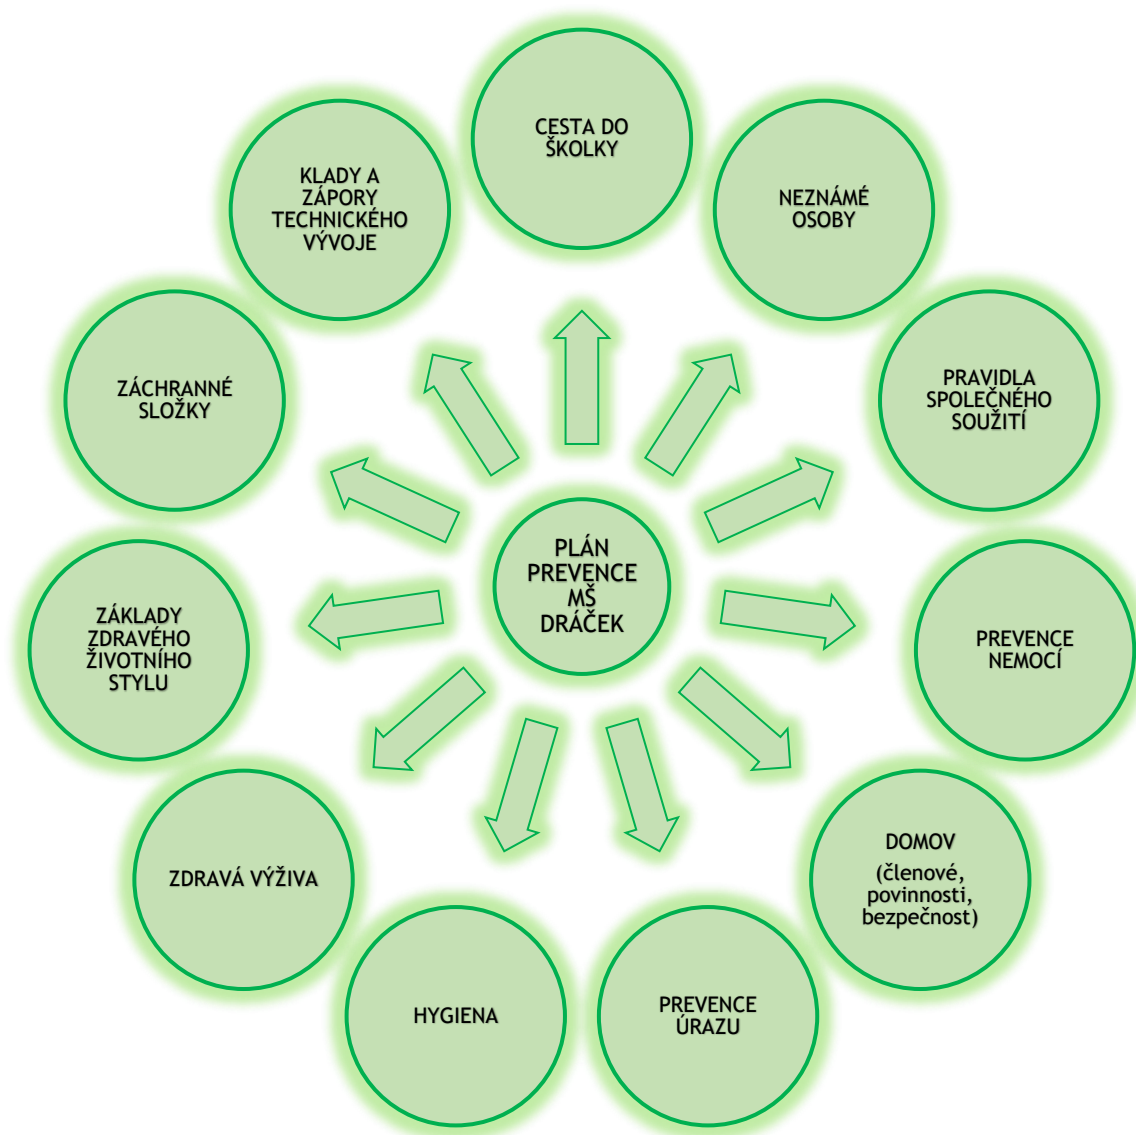 CESTA DO
ŠKOLKY
NEZNÁMÉ
OSOBY
PRAVIDLA
SPOLEČNÉHO
SOUŽITÍ
PREVENCE
NEMOCÍ
DOMOV
(členové,
povinnosti,
bezpečnost)
PREVENCE
ÚRAZU
HYGIENA
ZDRAVÁ VÝŽIVA
ZÁKLADY
ZDRAVÉHO
ŽIVOTNÍHO
STYLU
ZÁCHRANNÉ
SLOŽKY
KLADY A
ZÁPORY
TECHNICKÉHO
VÝVOJE
PLÁN
PREVENCE
MŠ
DRÁČEK